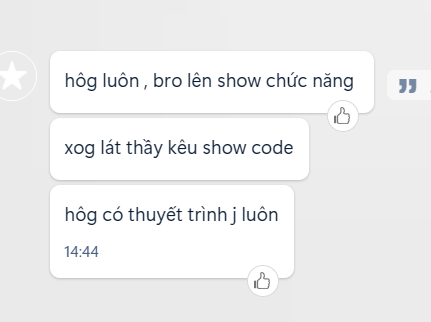 hôg luôn , bro lên show chức năng
xog lát thầy kêu show code
hôg có thuyết trình j luôn
14:44